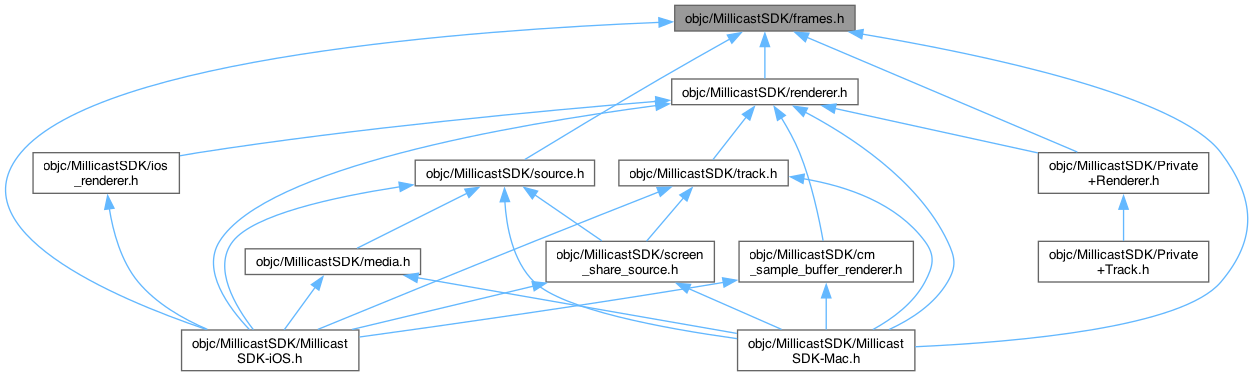 objc/MillicastSDK/frames.h
objc/MillicastSDK/renderer.h
objc/MillicastSDK/ios
_renderer.h
objc/MillicastSDK/source.h
objc/MillicastSDK/track.h
objc/MillicastSDK/Private
+Renderer.h
objc/MillicastSDK/media.h
objc/MillicastSDK/screen
_share_source.h
objc/MillicastSDK/cm
_sample_buffer_renderer.h
objc/MillicastSDK/Private
+Track.h
objc/MillicastSDK/Millicast
SDK-iOS.h
objc/MillicastSDK/Millicast
SDK-Mac.h